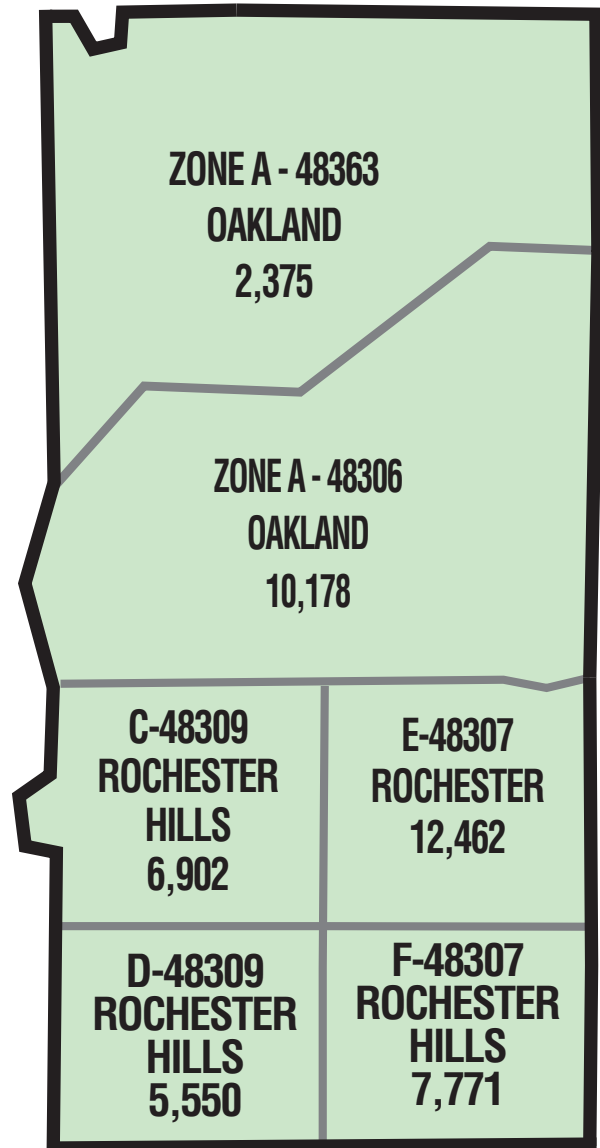 ZONE A - 48363
OAKLAND
2,375
ZONE A - 48306
OAKLAND
10,178
C-48309
ROCHESTER
HILLS
6,902
E-48307
ROCHESTER
12,462
D-48309
ROCHESTER
HILLS
5,550
F-48307
ROCHESTER
HILLS
7,771